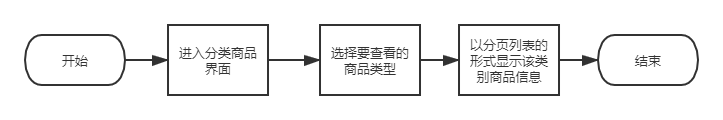 开始
进入分类商品
界面
选择要查看的
商品类型
以分页列表的
形式显示该类
别商品信息
结束